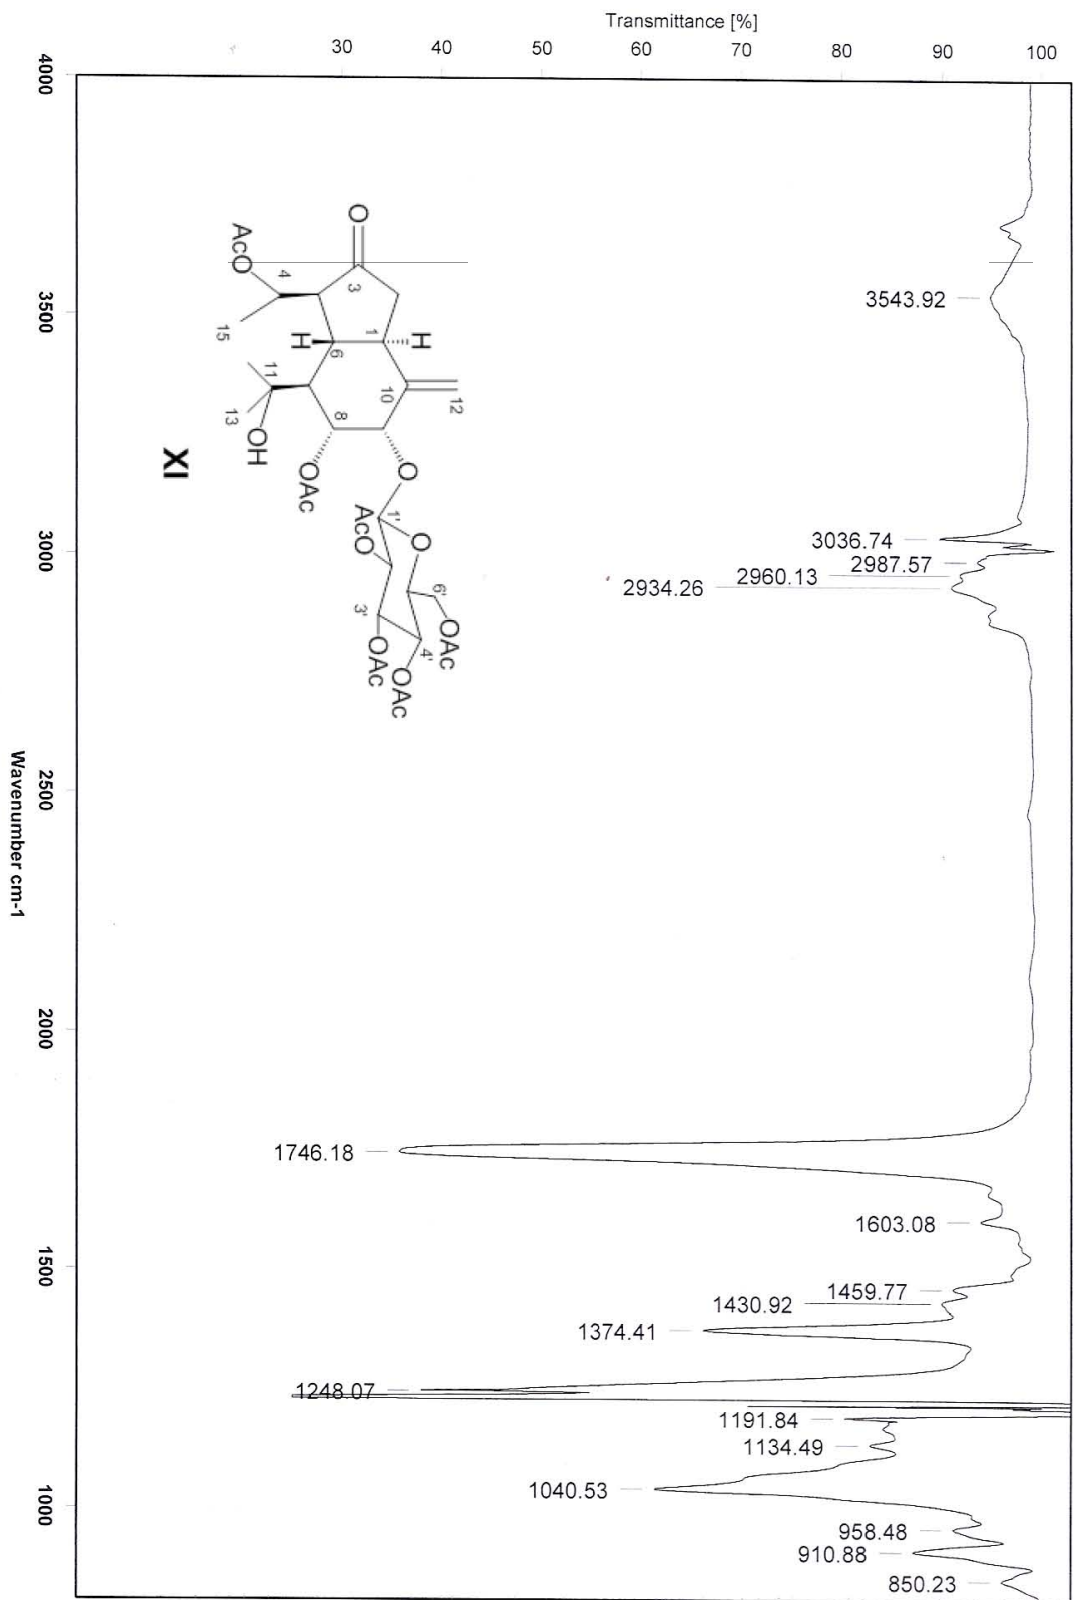 Transmittance [%]
30 40 50 60 70 80 90 100
4000
3500
3000
2500
2000
1500
1000
Wavenumber cm-1
3543.92
3036.74
2987.57
2960.13
2934.26
1746.18
1603.08
1459.77
1430.92
1374.41
1248.07
1191.84
1134.49
1040.53
958.48
910.88
850.23
O
AcO
4
3
15
H
1
H
6
11
10
12
13
8
OH
O
OAc
XI
AcO
1'
O
6'
3'
OAc
OAc
4'
OAc